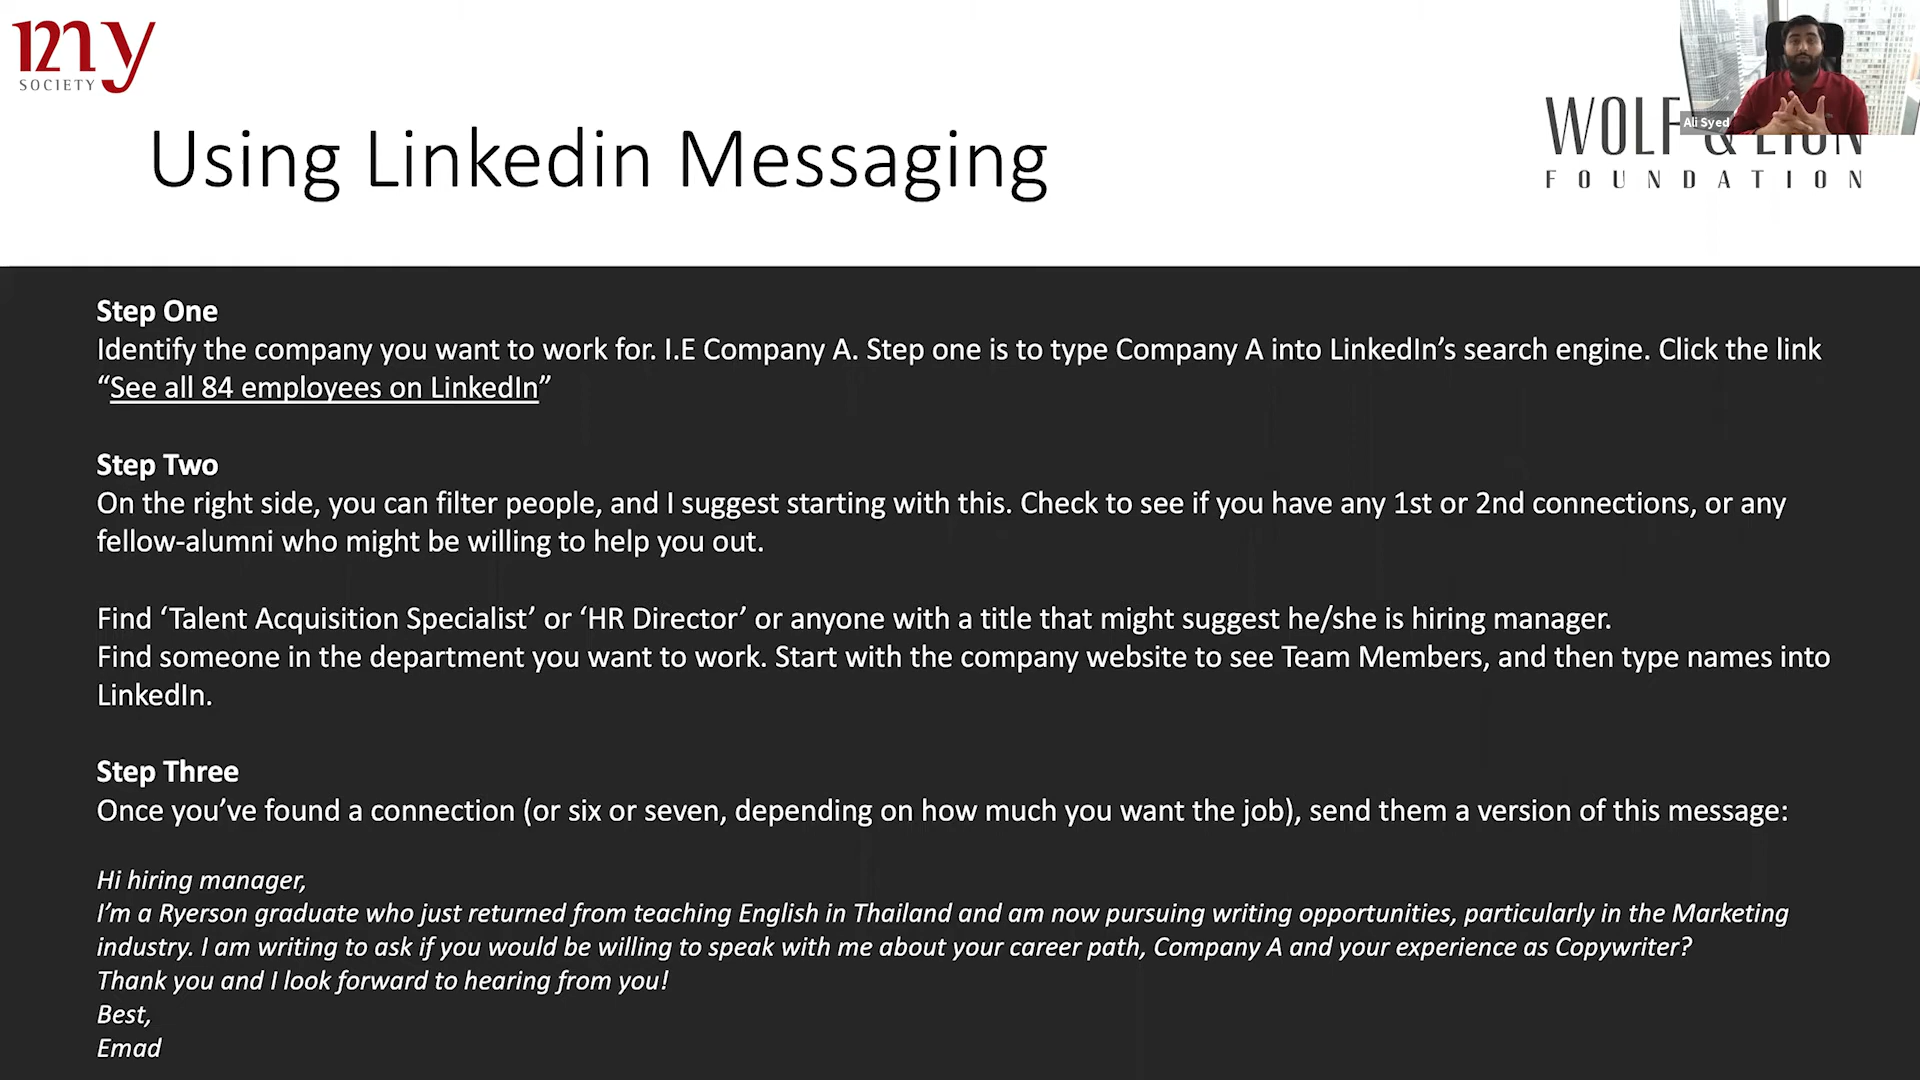 my
SOCIETY
Ali Syed
WOLF & LION
FOUNDATION
Using Linkedin Messaging
Step One
Identify the company you want to work for. I.E Company A. Step one is to type Company A into LinkedIn’s search engine. Click the link
“See all 84 employees on LinkedIn”
Step Two
On the right side, you can filter people, and I suggest starting with this. Check to see if you have any 1st or 2nd connections, or any
fellow-alumni who might be willing to help you out.
Find ‘Talent Acquisition Specialist’ or ‘HR Director’ or anyone with a title that might suggest he/she is hiring manager.
Find someone in the department you want to work. Start with the company website to see Team Members, and then type names into
LinkedIn.
Step Three
Once you’ve found a connection (or six or seven, depending on how much you want the job), send them a version of this message:
Hi hiring manager,
I’m a Ryerson graduate who just returned from teaching English in Thailand and am now pursuing writing opportunities, particularly in the Marketing
industry. I am writing to ask if you would be willing to speak with me about your career path, Company A and your experience as Copywriter?
Thank you and I look forward to hearing from you!
Best,
Emad